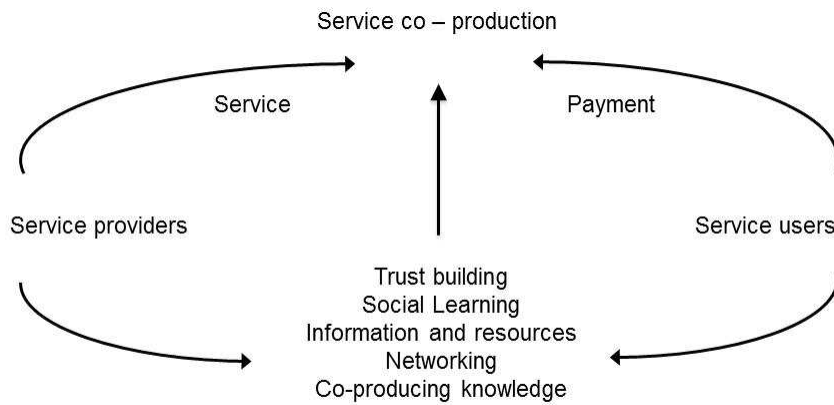 Service co – production
Service
Payment
Service providers
Service users
Trust building
Social Learning
Information and resources
Networking
Co-producing knowledge